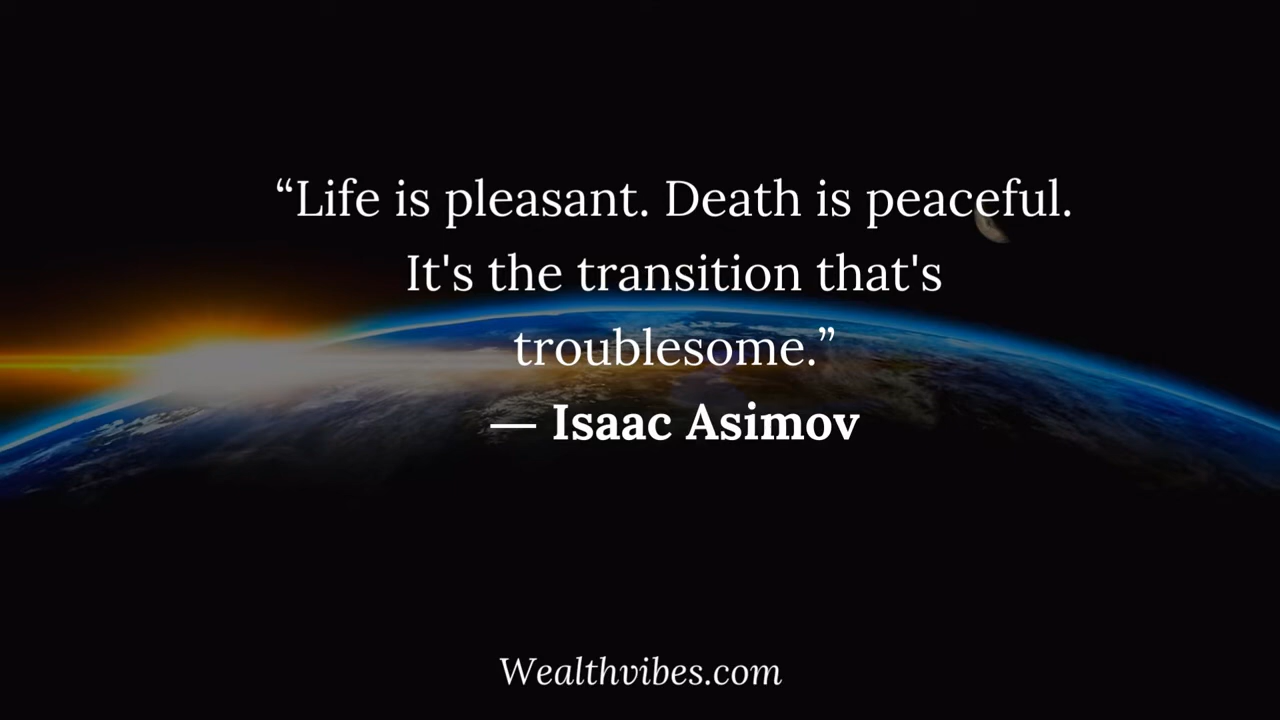 “Life is pleasant. Death is peaceful.
It's the transition that's
troublesome.”
— Isaac Asimov
Wealthvibes.com